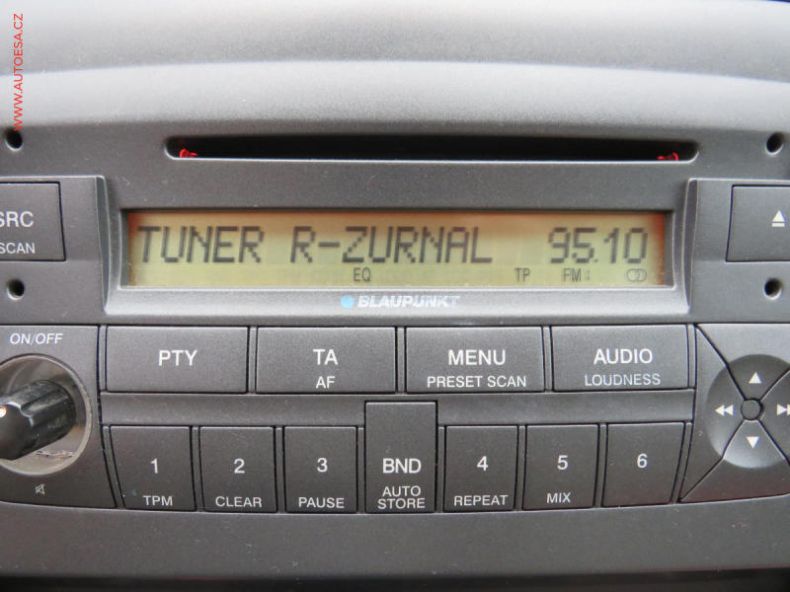 WWW.AUTOESA.CZ
SRC
SCAN
TUNER R-ZURNAL 95.10
EQ TP FM
BLAUPUNKT
ON/OFF
PTY
TA
AF
MENU
PRESET SCAN
AUDIO
LOUDNESS
1
TPM
2
CLEAR
3
PAUSE
BND
AUTO
STORE
4
REPEAT
5
MIX
6